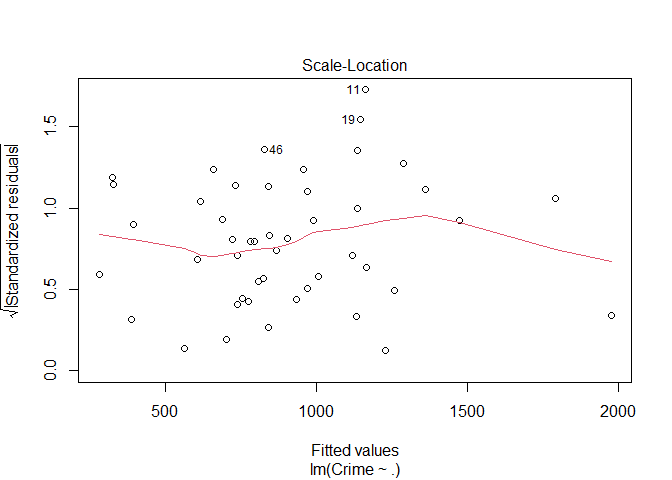 Scale-Location
√|Standardized residuals|
1.5
1.0
0.5
0.0
11
19
46
500
1000
1500
2000
Fitted values
lm(Crime ~ .)